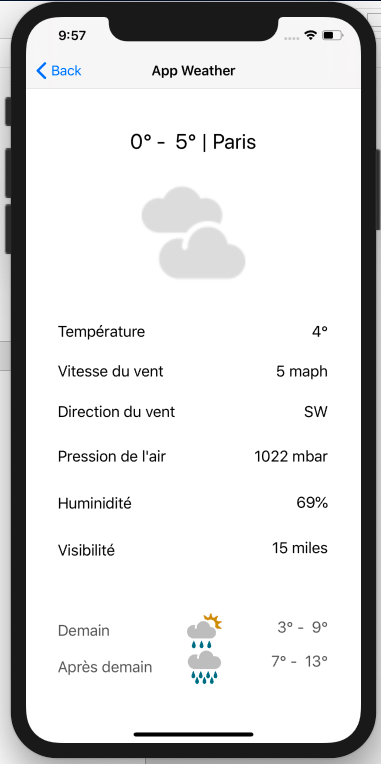 9:57
Back
App Weather
0° - 5° | Paris
Température 4°
Vitesse du vent 5 maph
Direction du vent SW
Pression de l'air 1022 mbar
Huminidité 69%
Visibilité 15 miles
Demain 3° - 9°
Après demain 7° - 13°